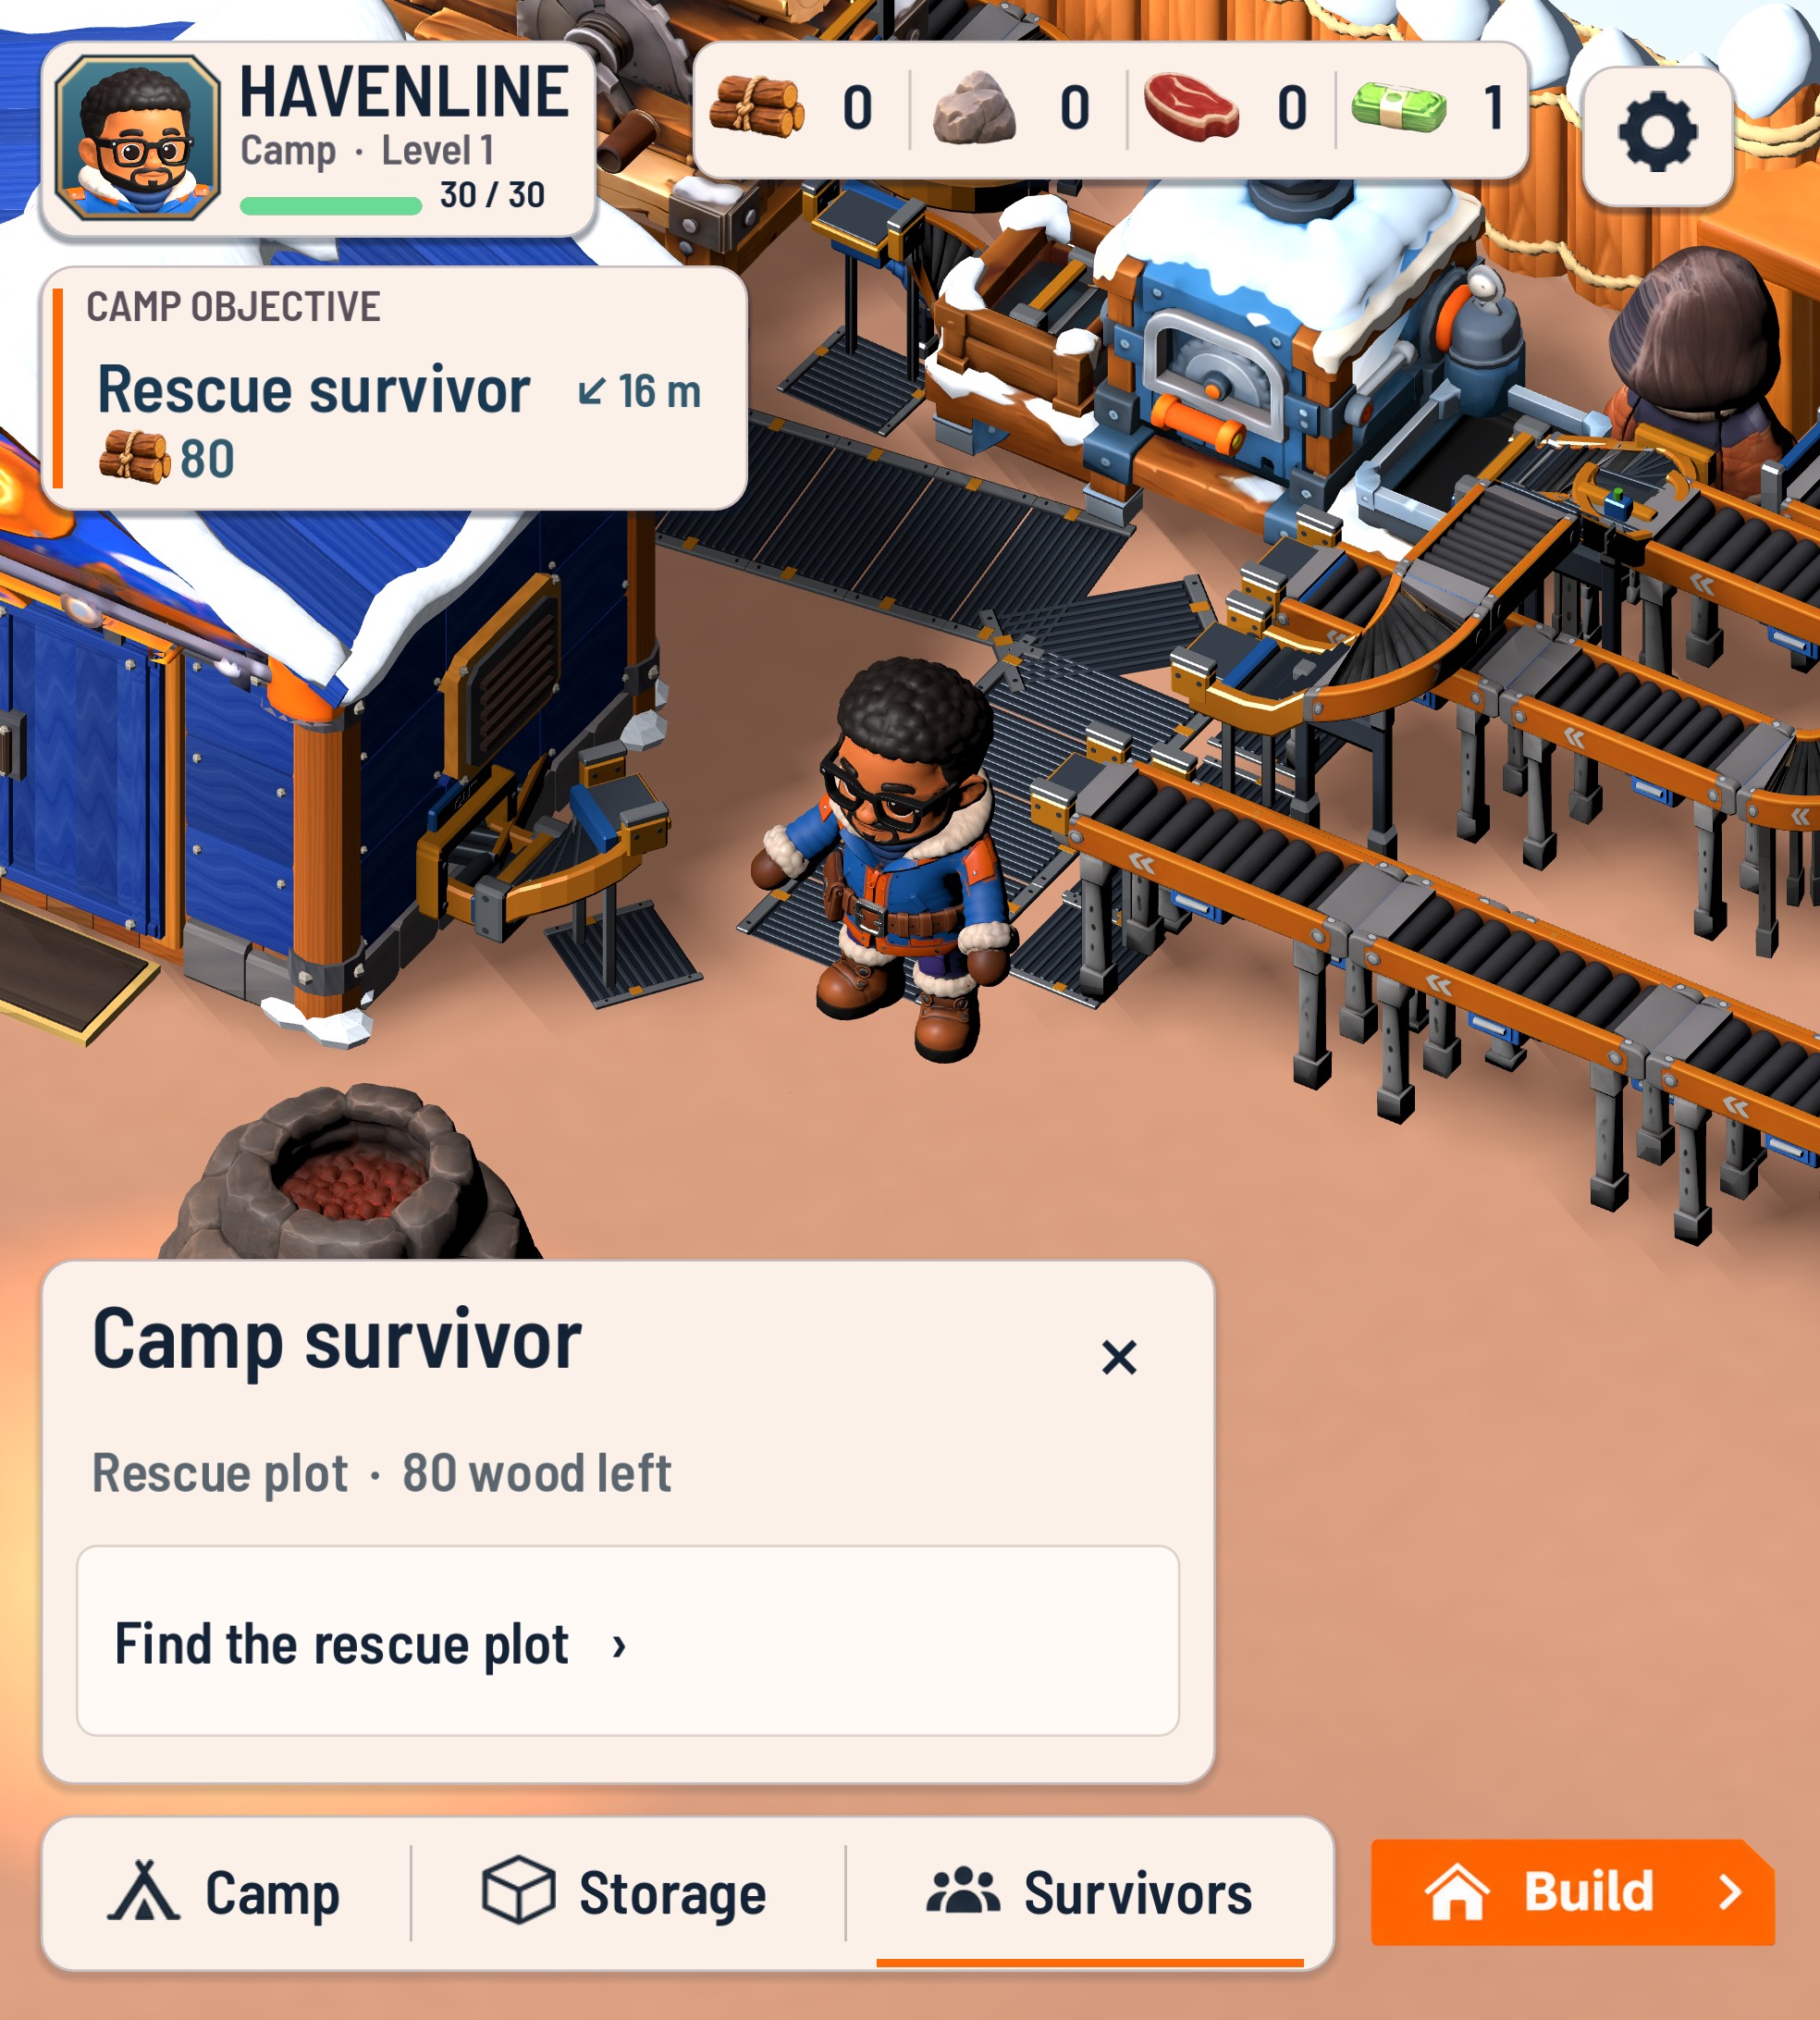 HAVENLINE
Camp · Level 1
30 / 30
0
0
0
1
CAMP OBJECTIVE
Rescue survivor ↙ 16 m
80
Camp survivor ×
Rescue plot · 80 wood left
Find the rescue plot ›
Camp
Storage
Survivors
Build ›